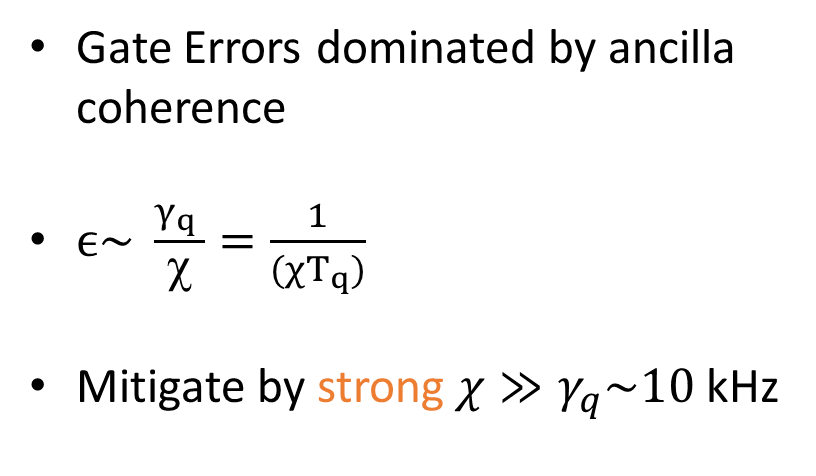 • Gate Errors dominated by ancilla
coherence
• ϵ~ γq/χ = 1/(χTq)
• Mitigate by strong χ ≫ γq~10 kHz